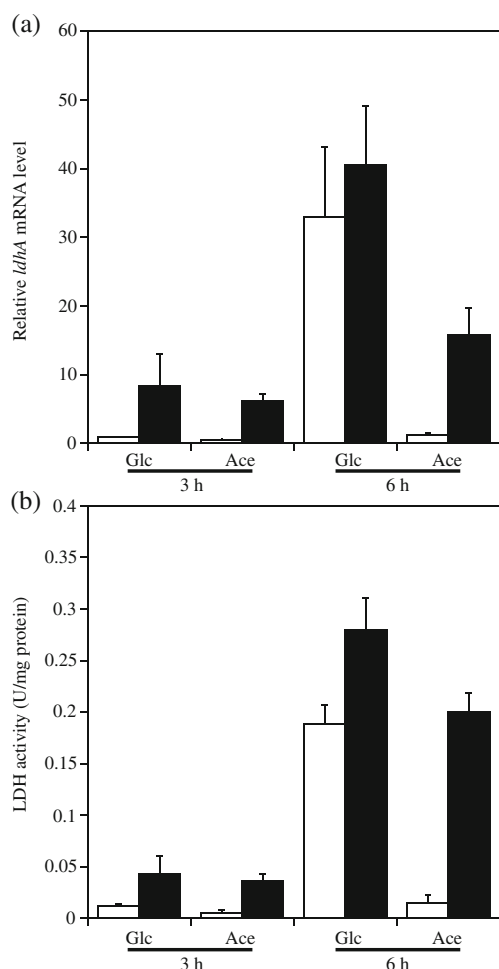 (a)
60
50
40
30
20
10
0
Relative ldhA mRNA level
Glc Ace Glc Ace
3 h 6 h
(b)
0.4
0.35
0.3
0.25
0.2
0.15
0.1
0.05
0
LDH activity (U/mg protein)
Glc Ace Glc Ace
3 h 6 h